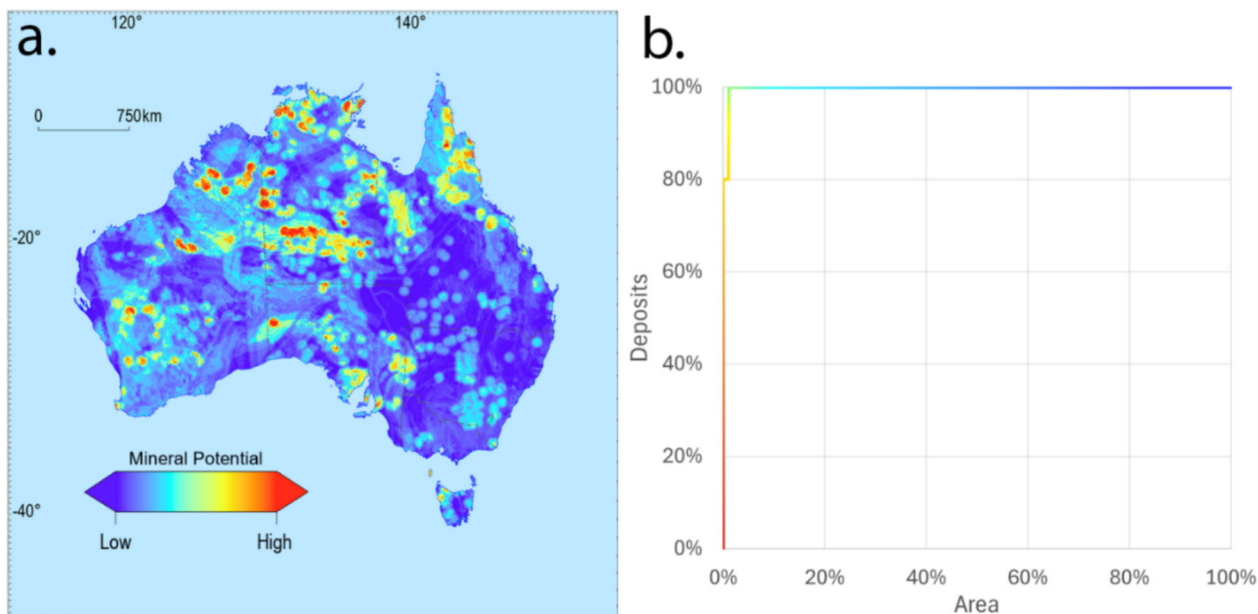 a.
120° 140°
0 750km
-20°
-40°
Mineral Potential
Low High
b.
100%
80%
60%
40%
20%
0%
Deposits
0% 20% 40% 60% 80% 100%
Area